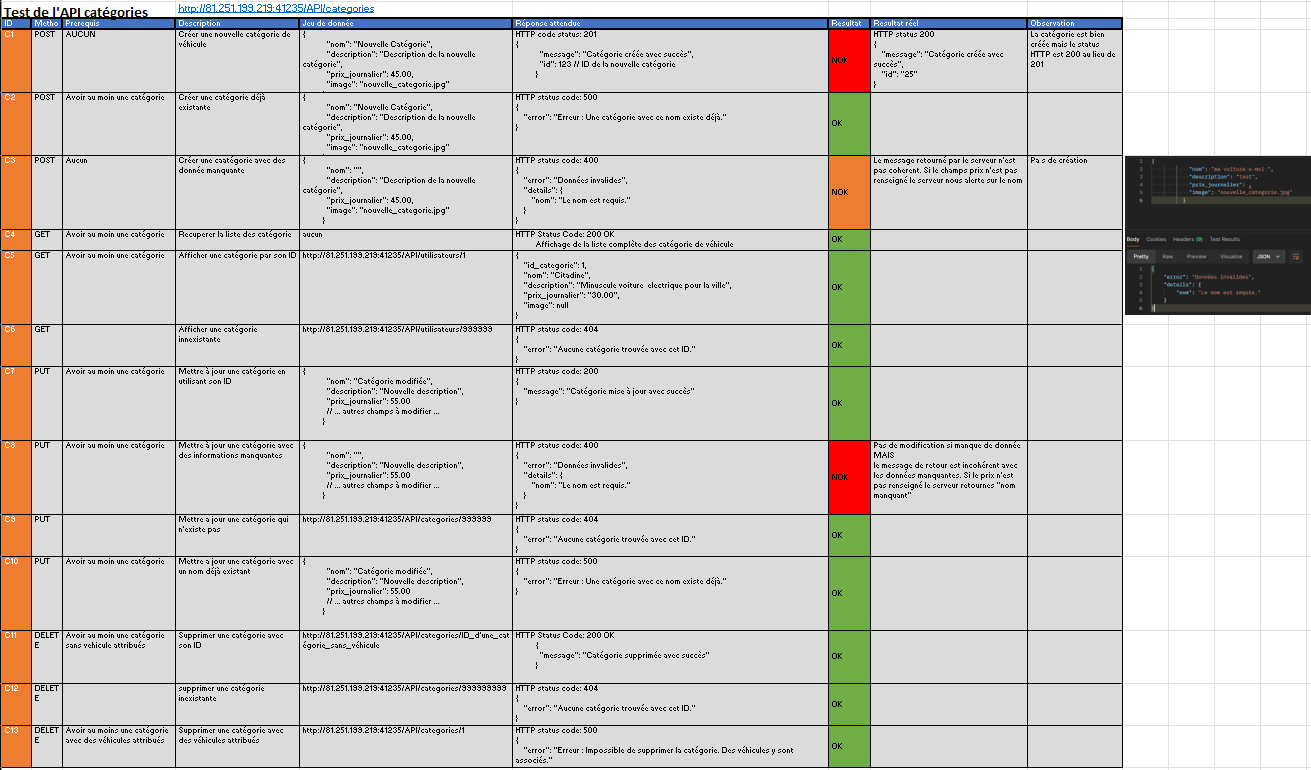 Test de l'API catégories http://81.251.199.219:41235/API/categories
ID Metho Prerequis Description Jeu de donnée Réponse attendue Resultat Resultat réel Observation
C1 POST AUCUN Créer une nouvelle catégorie de véhicule
{
"nom": "Nouvelle Catégorie",
"description": "Description de la nouvelle
catégorie",
"prix_journalier": 45.00,
"image": "nouvelle_categorie.jpg"
HTTP code status: 201
{
"message": "Catégorie créée avec succès",
"id": 123 // ID de la nouvelle catégorie
}
NOK
HTTP status 200
{
"message": "Catégorie créée avec
succès",
"id": "25"
}
La catégorie est bien
créée mais le status
HTTP est 200 au lieu de
201
C2 POST Avoir au moin une catégorie Créer une catégorie déjà
existante
{
"nom": "Nouvelle Catégorie",
"description": "Description de la nouvelle
catégorie",
"prix_journalier": 45.00,
"image": "nouvelle_categorie.jpg"
HTTP status code: 500
{
"error": "Erreur : Une catégorie avec ce nom existe déjà."
}
OK
C3 POST Aucun Créer une caatégorie avec des
donnée manquante
{
"nom": "",
"description": "Description de la nouvelle
catégorie",
"prix_journalier": 45.00,
"image": "nouvelle_categorie.jpg"
}
HTTP status code: 400
{
"error": "Données invalides",
"details": {
"nom": "Le nom est requis."
}
}
NOK
Le message retourné par le serveur n'est
pas coherent. Si le champs prix n'est pas
renseigné le serveur nous alerte sur le nom
Pa s de création
C4 GET Avoir au moin une catégorie Recuperer la liste des catégorie aucun
HTTP Status Code: 200 OK
Affichage de la liste complète des catégorie de véhicule
OK
C5 GET Avoir au moin une catégorie Afficher une catégorie par son ID http://81.251.199.219:41235/API/utilisateurs/1
{
"id_categorie": 1,
"nom": "Citadine",
"description": "Minuscule voiture electrique pour la ville",
"prix_journalier": "30.00",
"image": null
}
OK
C6 GET Afficher une catégorie
innexistante
http://81.251.199.219:41235/API/utilisateurs/999999
HTTP status code: 404
{
"error": "Aucune catégorie trouvée avec cet ID."
}
OK
C7 PUT Avoir au moin une catégorie Mettre à jour une catégorie en
utilisant son ID
{
"nom": "Catégorie modifiée",
"description": "Nouvelle description",
"prix_journalier": 55.00
// ... autres champs à modifier ...
}
HTTP status code: 200
{
"message": "Catégorie mise à jour avec succès"
}
OK
C8 PUT Avoir au moin une catégorie Mettre à jour une catégorie avec
des informations manquantes
{
"nom": "",
"description": "Nouvelle description",
"prix_journalier": 55.00
// ... autres champs à modifier ...
}
HTTP status code: 400
{
"error": "Données invalides",
"details": {
"nom": "Le nom est requis."
}
}
NOK
Pas de modification si manque de donnée
MAIS
le message de retour est incohérent avec
les données manquantes. Si le prix n'est
pas renseigné le serveur retournes "nom
manquant"
C9 PUT Mettre a jour une catégorie qui
n'existe pas
http://81.251.199.219:41235/API/categories/999999
HTTP status code: 404
{
"error": "Aucune catégorie trouvée avec cet ID."
}
OK
C10 PUT Avoir au moin une catégorie Mettre a jour une catégorie avec
un nom déjà existant
{
"nom": "Catégorie modifiée",
"description": "Nouvelle description",
"prix_journalier": 55.00
// ... autres champs à modifier ...
}
HTTP status code: 500
{
"error": "Erreur : Une catégorie avec ce nom existe déjà."
}
OK
C11 DELET
E
Avoir au moin une catégorie
sans vehicule attribués
Supprimer une catégorie avec
son ID
http://81.251.199.219:41235/API/categories/ID_d'une_cat
égorie_sans_véhicule
HTTP Status Code: 200 OK
{
"message": "Catégorie supprimée avec succès"
}
OK
C12 DELET
E
supprimer une catégorie
inexistante
http://81.251.199.219:41235/API/categories/999999999
HTTP status code: 404
{
"error": "Aucune catégorie trouvée avec cet ID."
}
OK
C13 DELET
E
Avoir au moins une catégorie
avec des véhicules attribués
Supprimer une catégorie avec
des véhicules attribués
http://81.251.199.219:41235/API/categories/1
HTTP status code: 500
{
"error": "Erreur : Impossible de supprimer la catégorie. Des véhicules y sont
associés."
OK
1 {
2 "nom": "ma voiture a moi ",
3 "description": "test",
4 "prix_journalier": ,
5 "image": "nouvelle_categorie.jpg"
6 }
Body Cookies Headers (9) Test Results
Pretty Raw Preview Visualize JSON
1 {
2 "error": "Données invalides",
3 "details": {
4 "nom": "Le nom est requis."
5 }
6 }